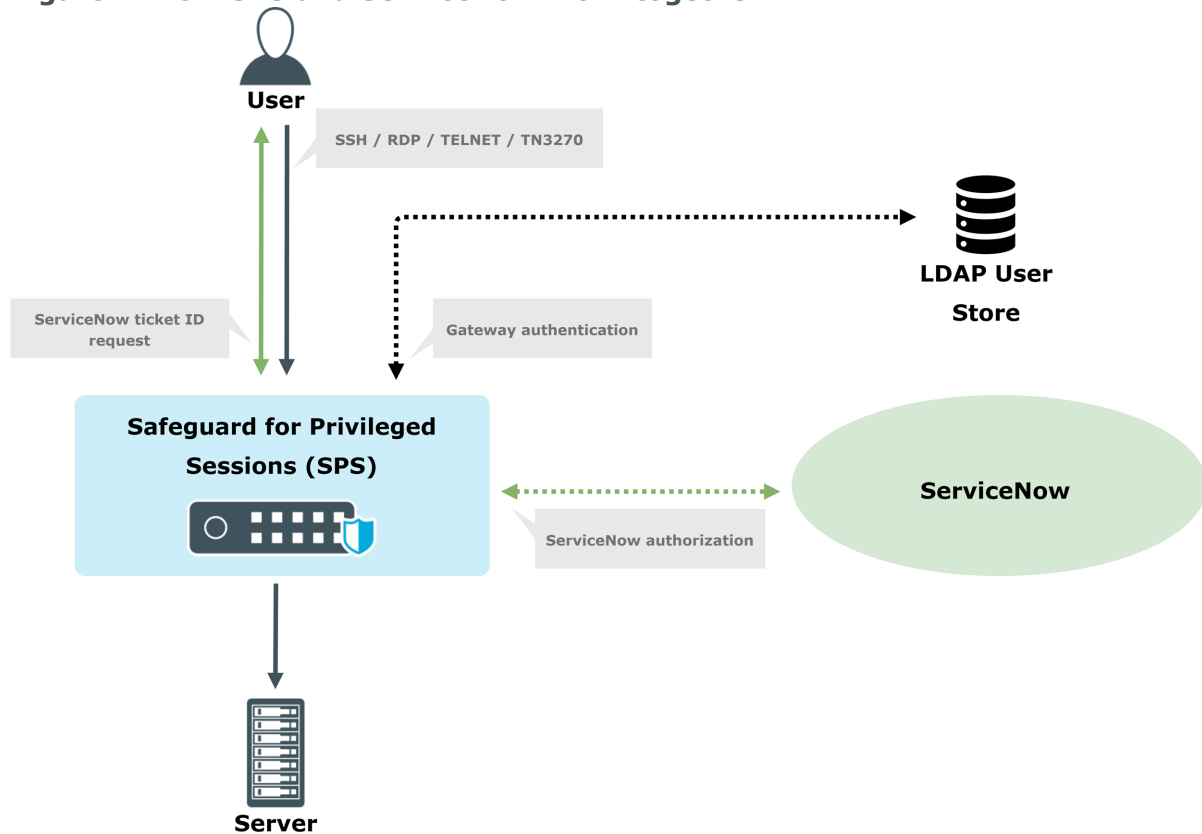 User
SSH / RDP / TELNET / TN3270
LDAP User
Store
ServiceNow ticket ID
request
Gateway authentication
Safeguard for Privileged
Sessions (SPS)
ServiceNow
ServiceNow authorization
Server